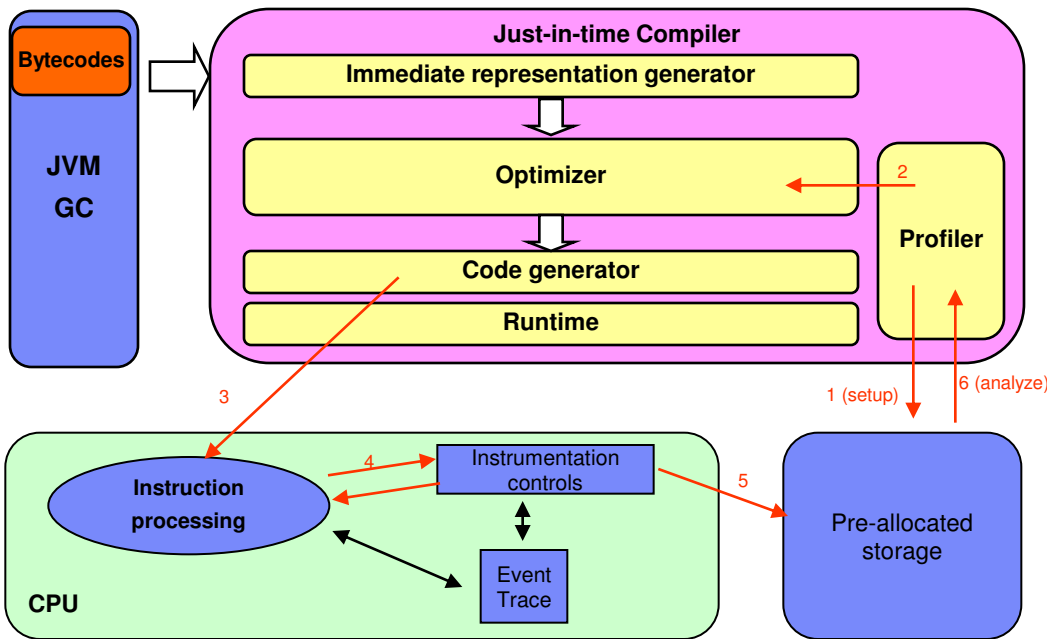 Just-in-time Compiler
Bytecodes
Immediate representation generator
JVM
GC
Optimizer
2
Profiler
Code generator
Runtime
3
1 (setup)
6 (analyze)
4
Instrumentation
controls
5
Instruction
processing
Pre-allocated
storage
Event
Trace
CPU